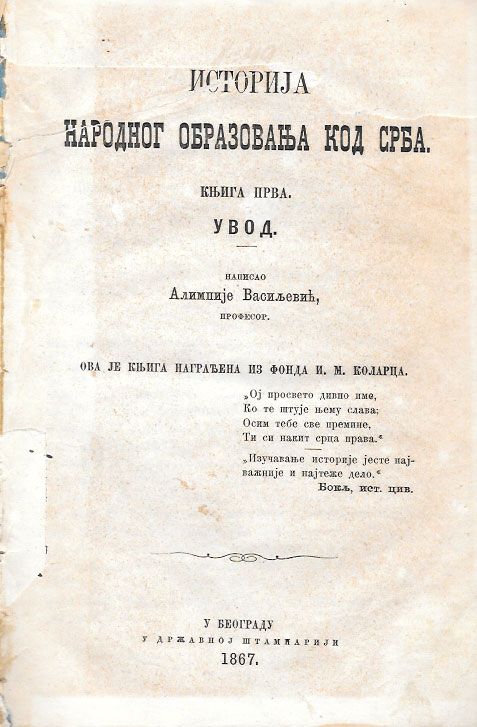 ИСТОРИЈА
НАРОДНОГ ОБРАЗОВАЊА КОД СРБА.
КЊИГА ПРВА.
УВОД.
НАПИСАО
Алимпије Васиљевић,
ПРОФЕСОР.
ОВА ЈЕ КЊИГА НАГРАЂЕНА ИЗ ФОНДА И. М. КОЛАРЦА.
„Ој просвето дивно име,
Ко те штује њему слава;
Осим тебе све премине,
Ти си накит срца права.“
„Изучавање историје јесте нај-
важније и најтеже дело.“
Бокљ, ист. цив.
У БЕОГРАДУ
У ДРЖАВНОЈ ШТАМПАРИЈИ
1867.